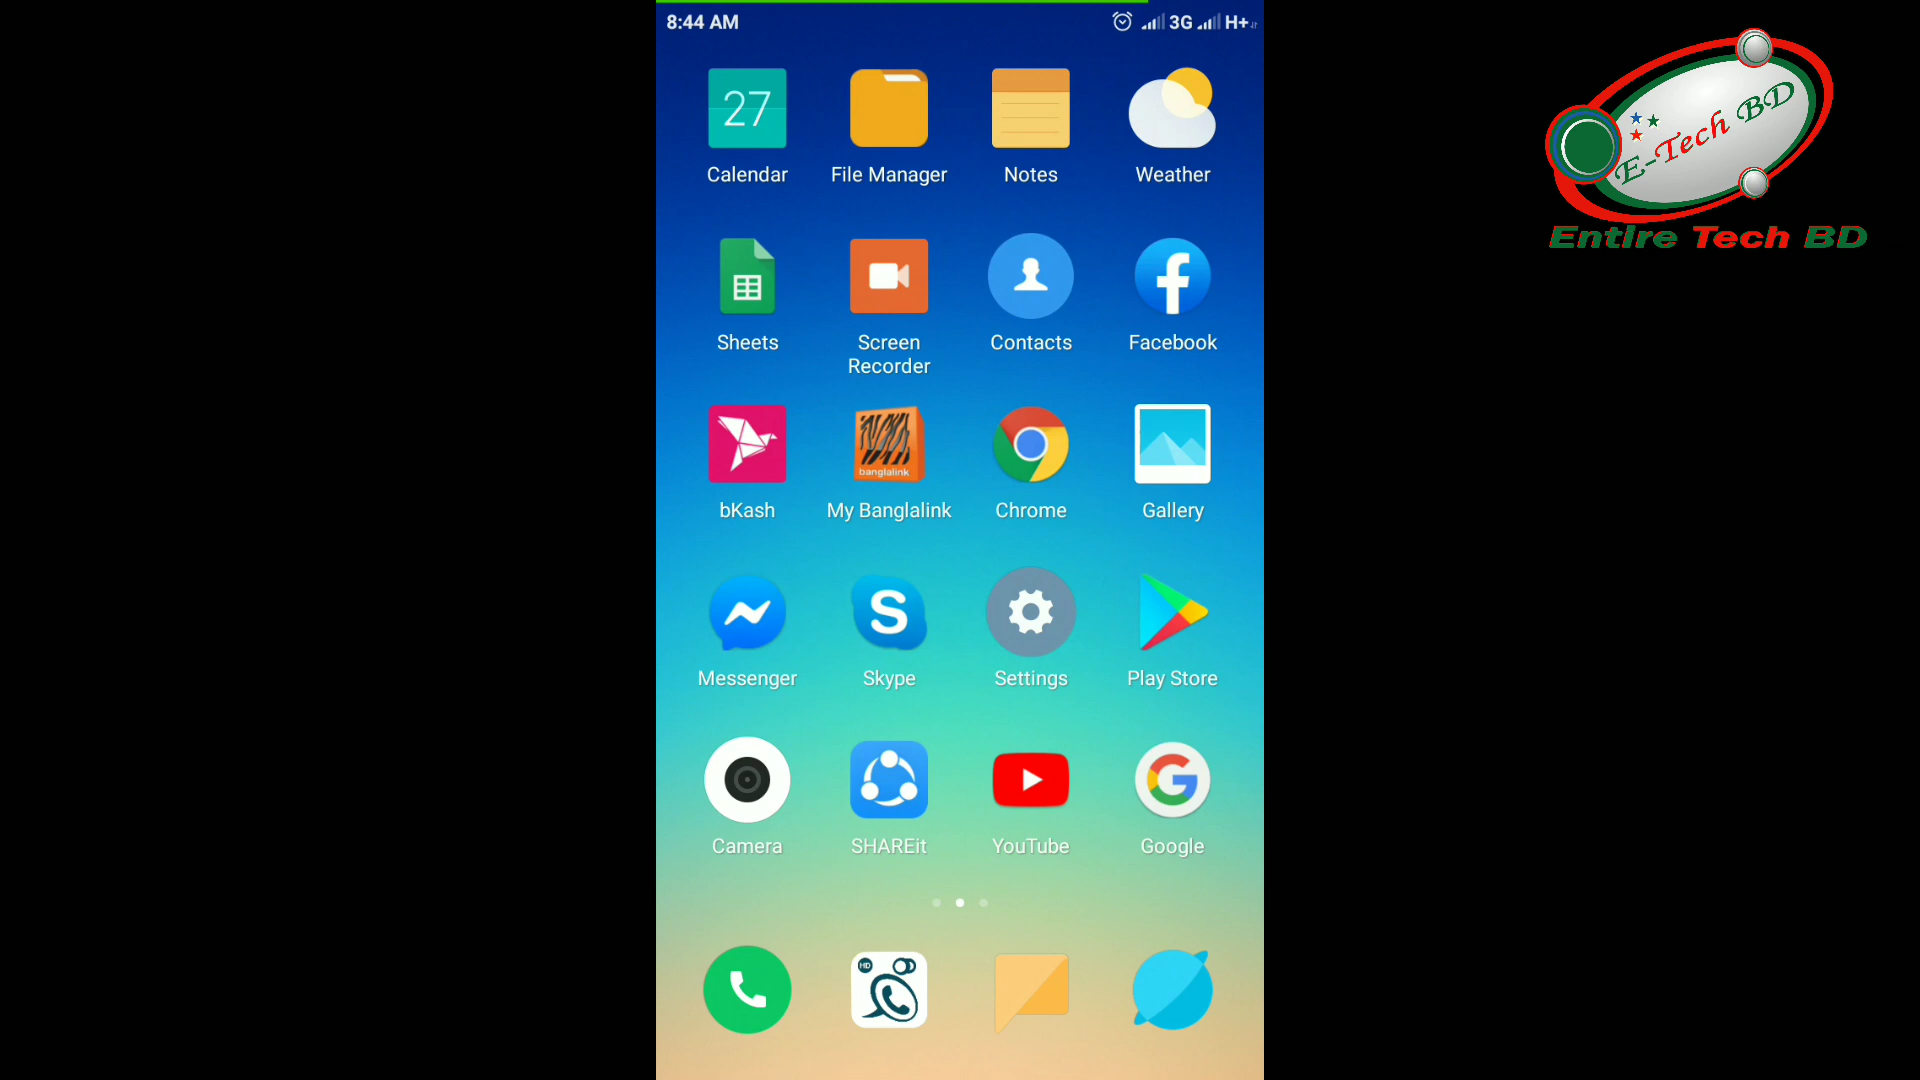 8:44 AM
3G
H+
27
Calendar
File Manager
Notes
Weather
Sheets
Screen
Recorder
Contacts
Facebook
banglalink
bKash
My Banglalink
Chrome
Gallery
S
Messenger
Skype
Settings
Play Store
G
Camera
SHAREit
YouTube
Google
HD
E-Tech BD
Entire Tech BD